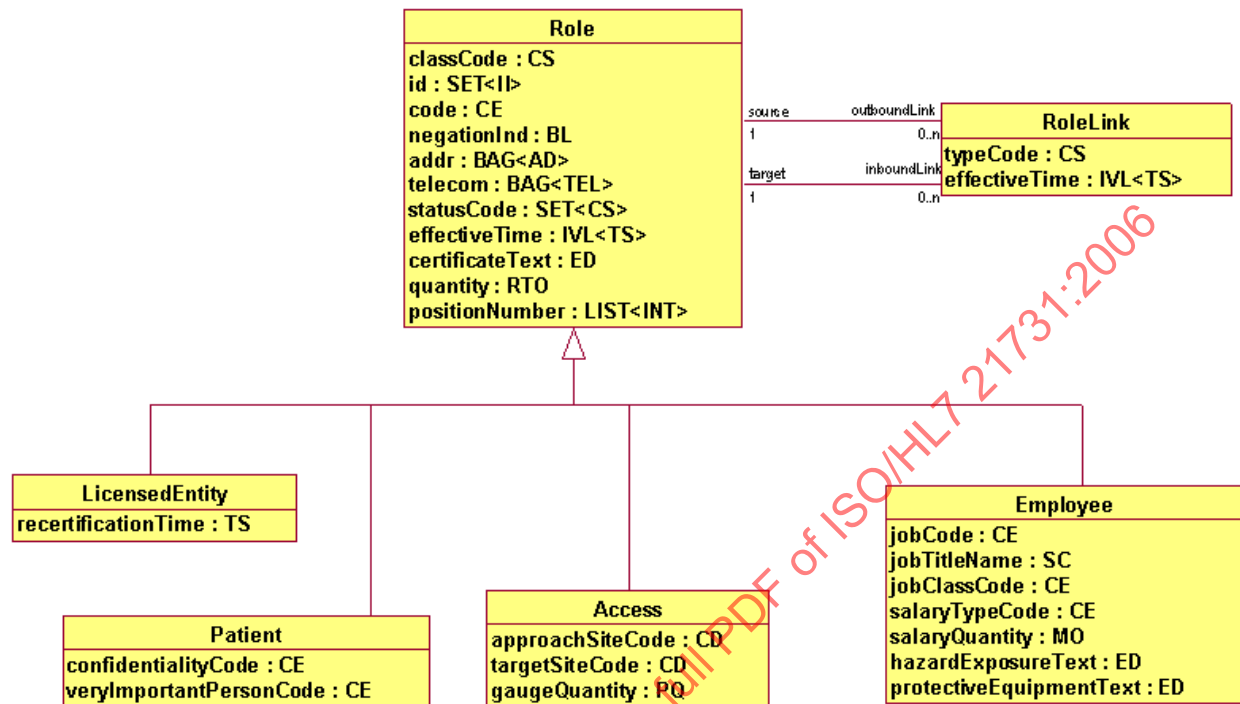 Role
classCode : CS
id : SET<II>
code : CE
negationInd : BL
addr : BAG<AD>
telecom : BAG<TEL>
statusCode : SET<CS>
effectiveTime : IVL<TS>
certificateText : ED
quantity : RTO
positionNumber : LIST<INT>
source outboundLink
1 0..n
target inboundLink
1 0..n
RoleLink
typeCode : CS
effectiveTime : IVL<TS>
LicensedEntity
recertificationTime : TS
Patient
confidentialityCode : CE
veryImportantPersonCode : CE
Access
approachSiteCode : CD
targetSiteCode : CD
gaugeQuantity : PQ
Employee
jobCode : CE
jobTitleName : SC
jobClassCode : CE
salaryTypeCode : CE
salaryQuantity : MO
hazardExposureText : ED
protectiveEquipmentText : ED
full PDF of ISO/HL7 21731:2006